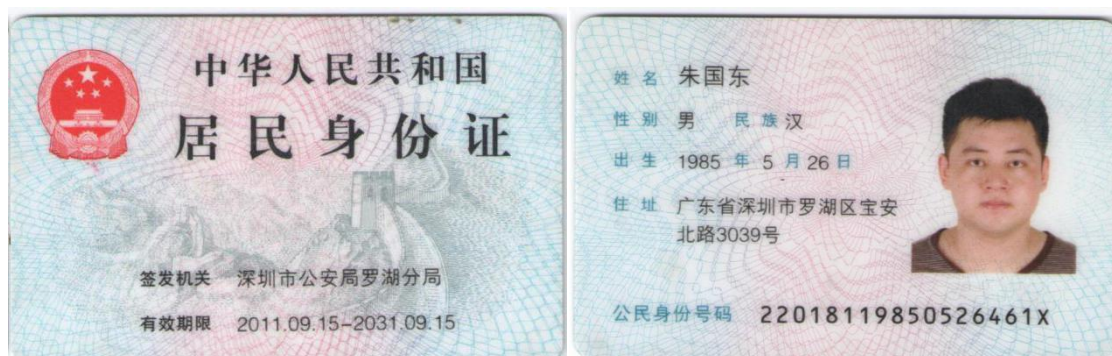 中华人民共和国
居民身份证
签发机关 深圳市公安局罗湖分局
有效期限 2011.09.15-2031.09.15
姓名 朱国东
性别 男 民族 汉
出生 1985 年 5 月 26 日
住址 广东省深圳市罗湖区宝安
北路3039号
公民身份号码 22018119850526461X